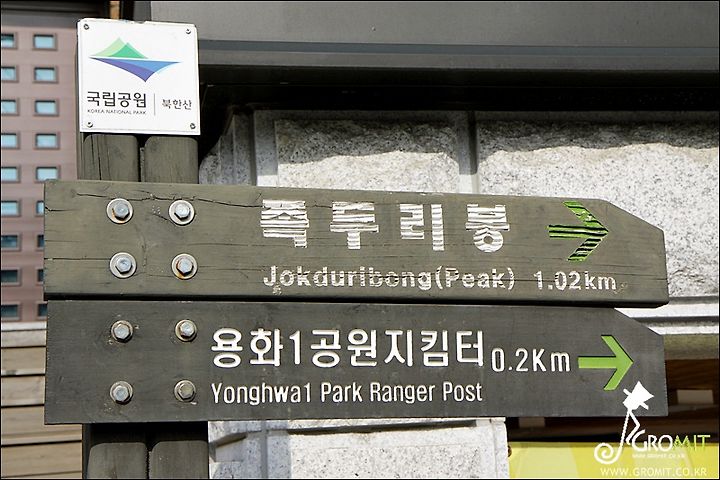 국립공원
KOREA NATIONAL PARK
북한산
족두리봉
Jokduribong(Peak) 1.02km
용화1공원지킴터 0.2Km
Yonghwa1 Park Ranger Post
GROMIT
WWW.GROMIT.CO.KR